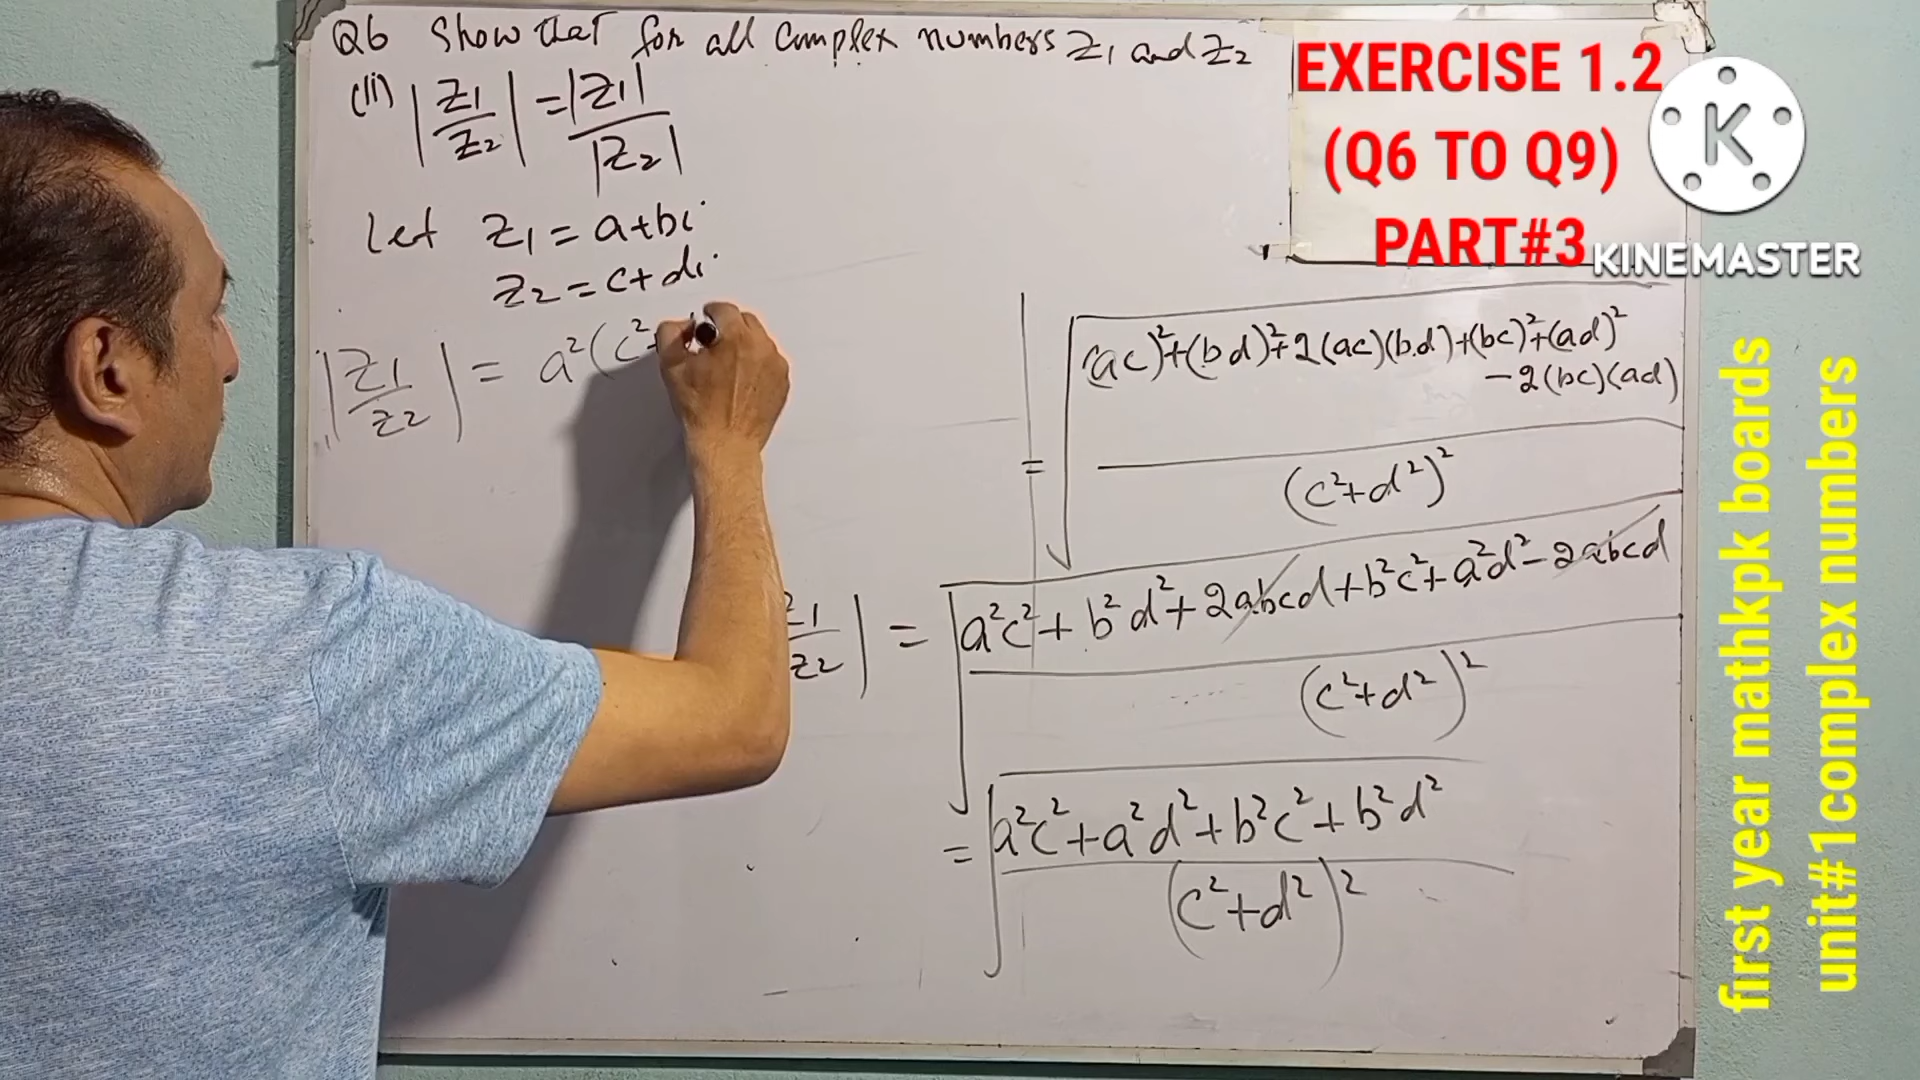 Q6 Show that for all complex numbers Z₁ and Z₂
(ii) |Z₁/Z₂| = |Z₁|/|Z₂|
Let Z₁ = a+bi
Z₂ = c+di
|Z₁/Z₂| = a²(c²+
= √((ac)²+(bd)²+2(ac)(bd)+(bc)²+(ad)²
-2(bc)(ad)
(c²+d²)²
Z₁/Z₂| = √(a²c²+b²d²+2abcd+b²c²+a²d²-2abcd
(c²+d²)²
= √(a²c²+a²d²+b²c²+b²d²
(c²+d²)²
EXERCISE 1.2
(Q6 TO Q9)
PART#3
K
KINEMASTER
first year mathkpk boards
unit#1complex numbers